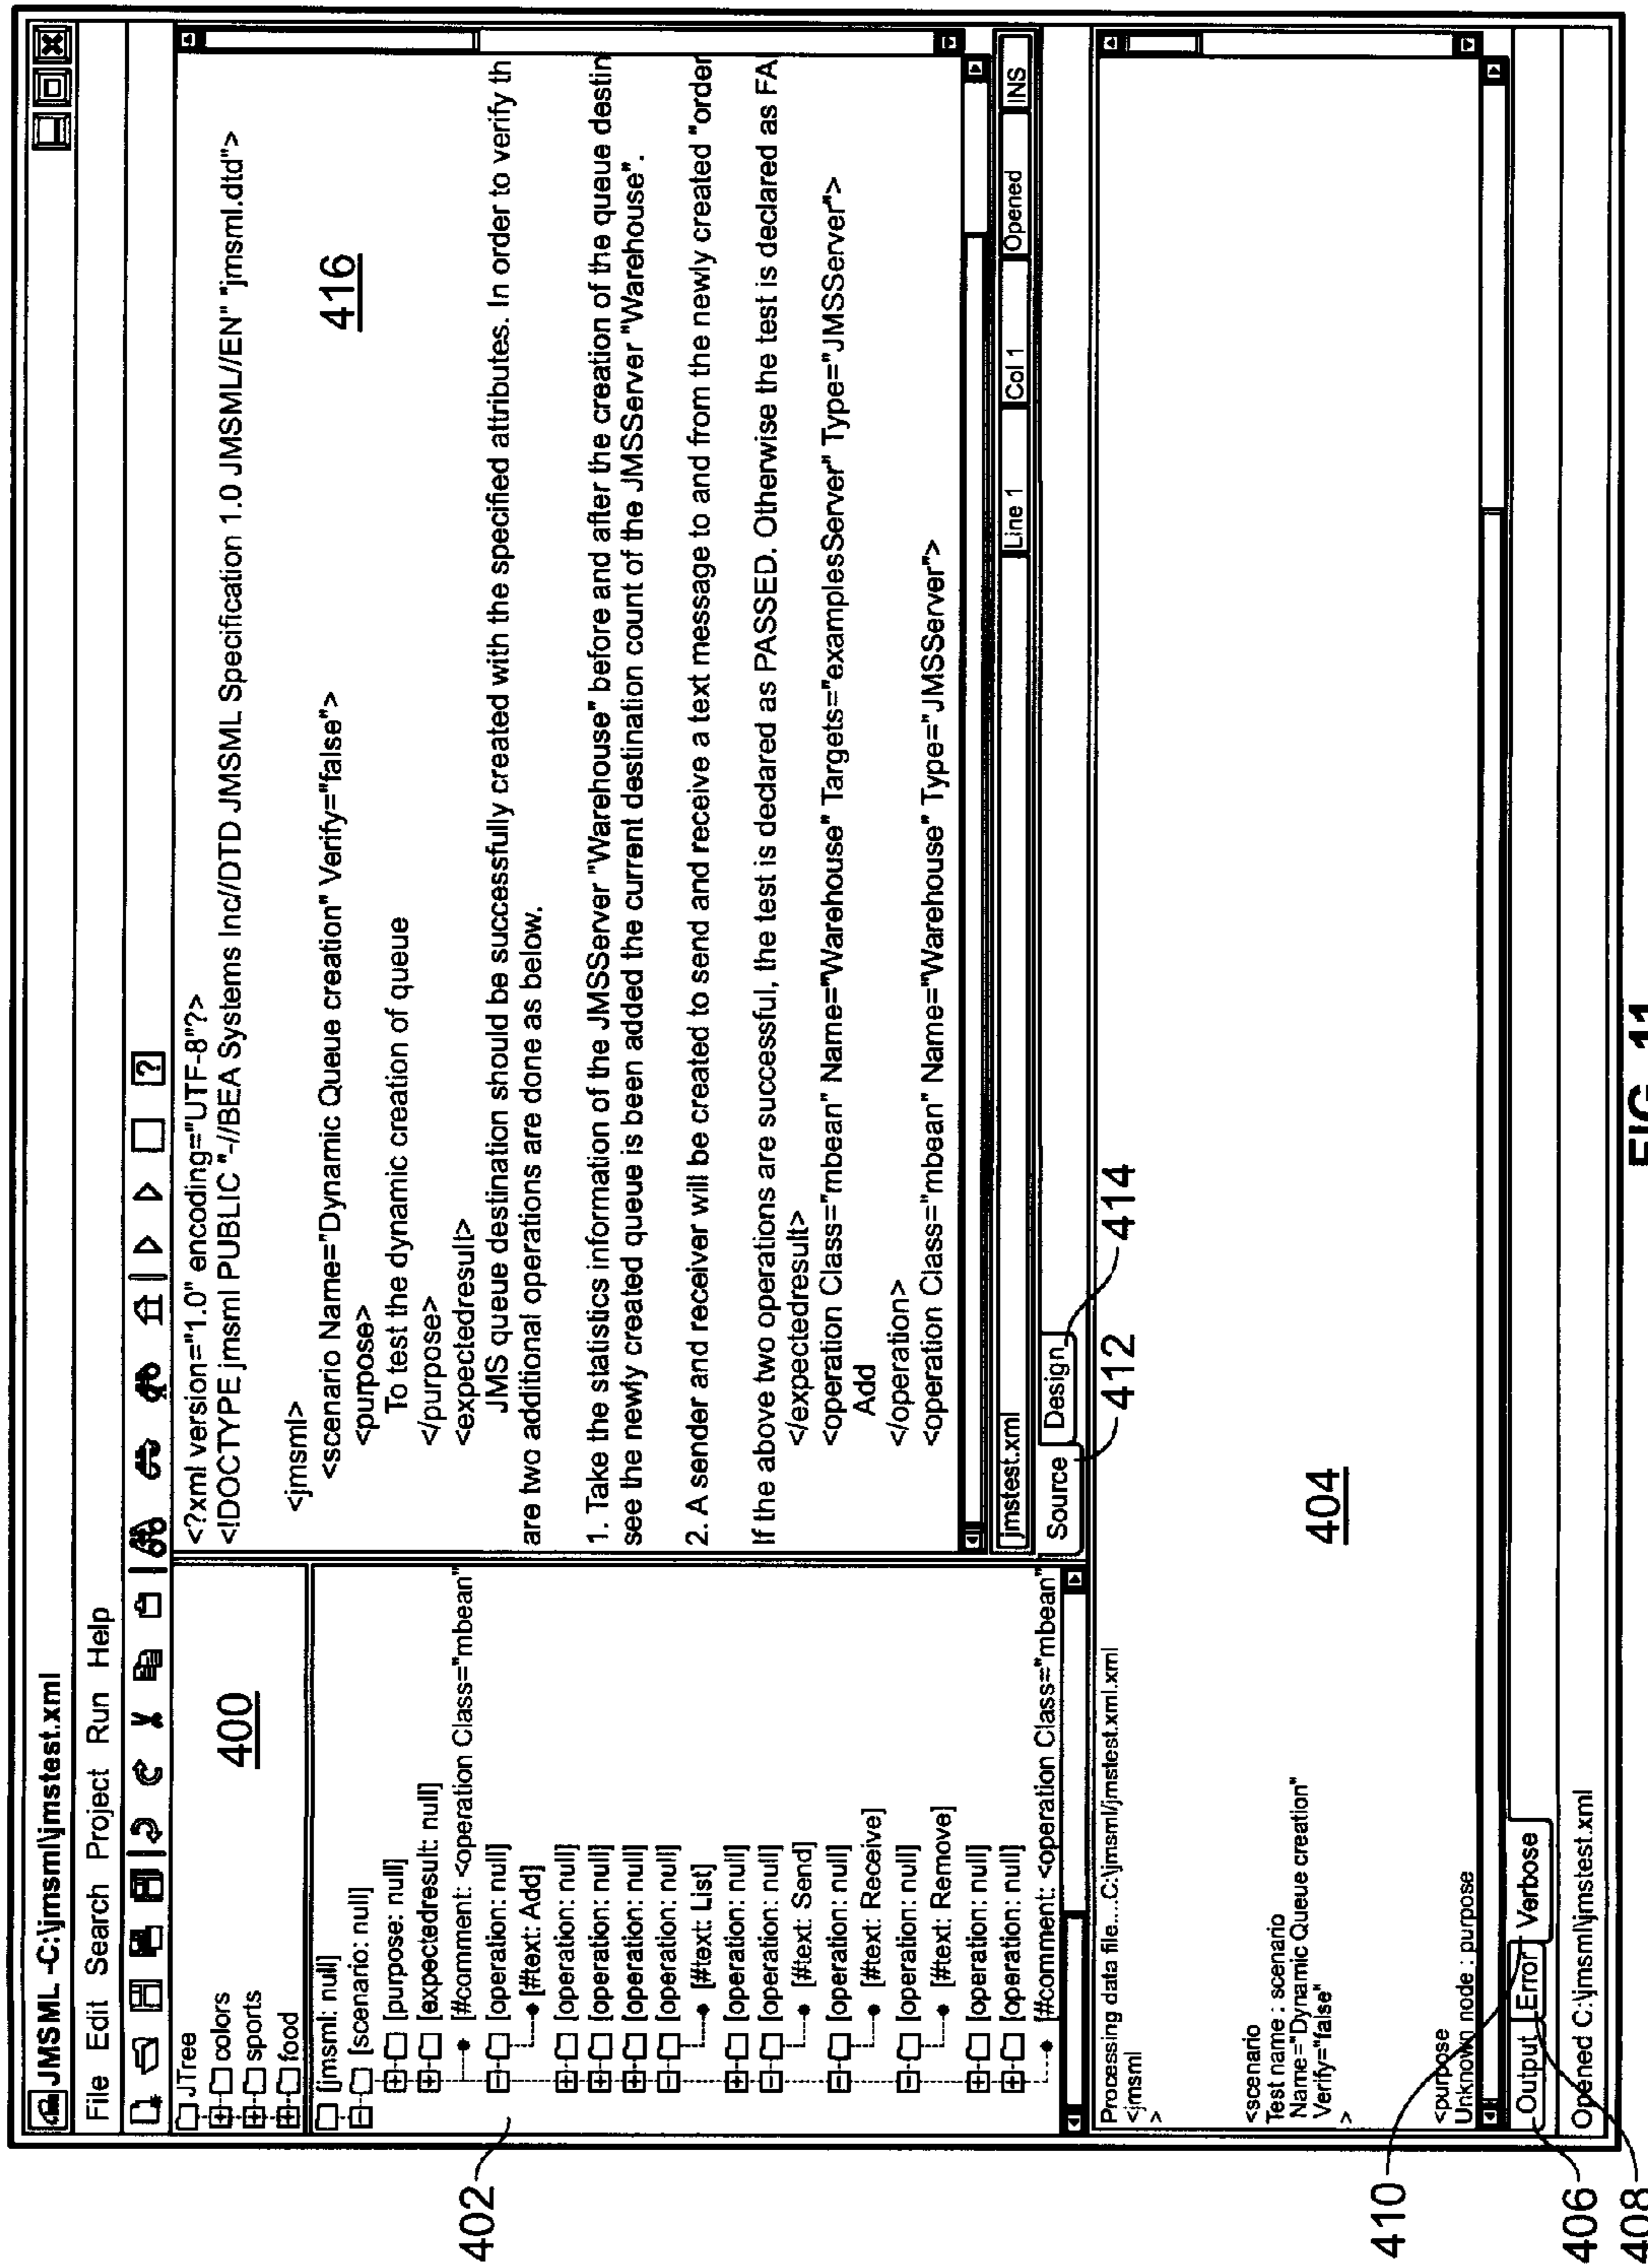 JMSML -C:\jmsml\jmstest.xml
File Edit Search Project Run Help
?
JTree
colors
sports
food
400
[jmsml: null]
[scenario: null]
[purpose: null]
[expectedresult: null]
[#comment: <operation Class="mbean"
[operation: null]
[#text: Add]
[operation: null]
[operation: null]
[operation: null]
[operation: null]
[#text: List]
[operation: null]
[operation: null]
[#text: Send]
[operation: null]
[#text: Receive]
[operation: null]
[#text: Remove]
[operation: null]
[operation: null]
[#comment: <operation Class="mbean"
402
<?xml version="1.0" encoding="UTF-8"?>
<!DOCTYPE jmsml PUBLIC "-//BEA Systems Inc//DTD JMSML Specification 1.0 JMSML//EN" "jmsml.dtd">
416
<jmsml>
<scenario Name="Dynamic Queue creation" Verify="false">
<purpose>
To test the dynamic creation of queue
</purpose>
<expectedresult>
JMS queue destination should be successfully created with the specified attributes. In order to verify th
are two additional operations are done as below.
1. Take the statistics information of the JMSServer "Warehouse" before and after the creation of the queue destin
see the newly created queue is been added the current destination count of the JMSServer "Warehouse".
2. A sender and receiver will be created to send and receive a text message to and from the newly created "order
If the above two operations are successful, the test is declared as PASSED. Otherwise the test is declared as FA
</expectedresult>
<operation Class="mbean" Name="Warehouse" Targets="examplesServer" Type="JMSServer">
Add
</operation>
<operation Class="mbean" Name="Warehouse" Type="JMSServer">
jmstest.xml Line 1 Col 1 Opened INS
Source Design
412 414
Processing data file....C:\jmsml/jmstest.xml.xml
<jmsml
>
404
<scenario
Test name : scenario
Name="Dynamic Queue creation"
Verify="false"
>
<purpose
Unknown node : purpose
Output Error Verbose
Opened C:\jmsml\jmstest.xml
410
406
408
FIG. 11